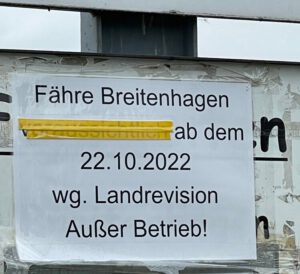 Fähre Breitenhagen
ab dem
22.10.2022
wg. Landrevision
Außer Betrieb!